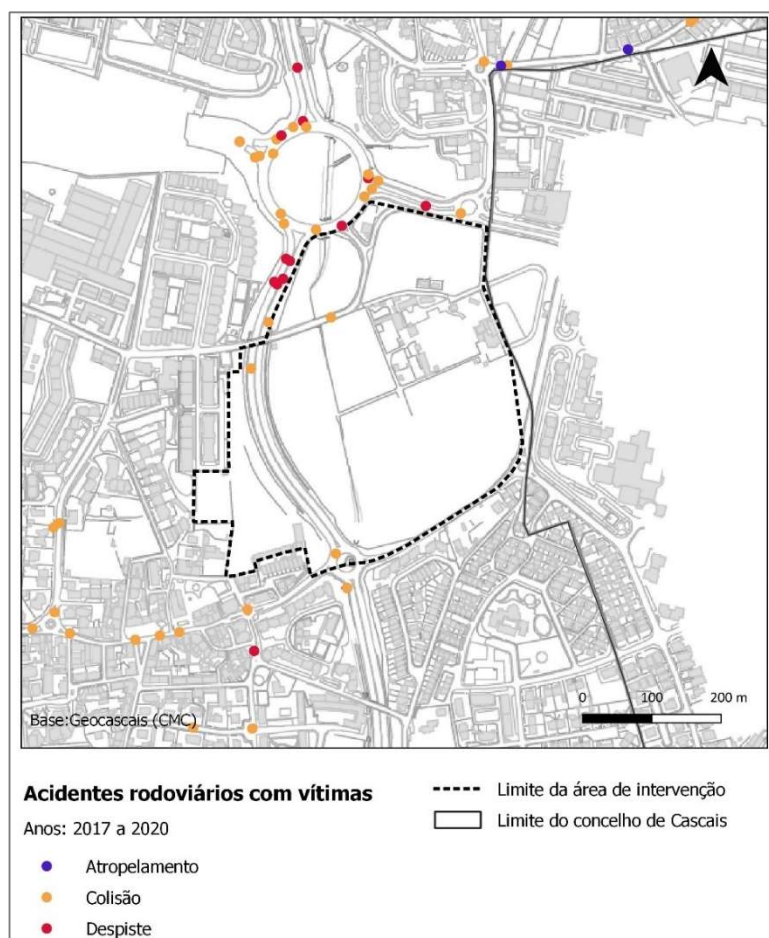 Base:Geocascais (CMC)
0 100 200 m
Acidentes rodoviários com vítimas
Anos: 2017 a 2020
Atropelamento
Colisão
Despiste
Limite da área de intervenção
Limite do concelho de Cascais